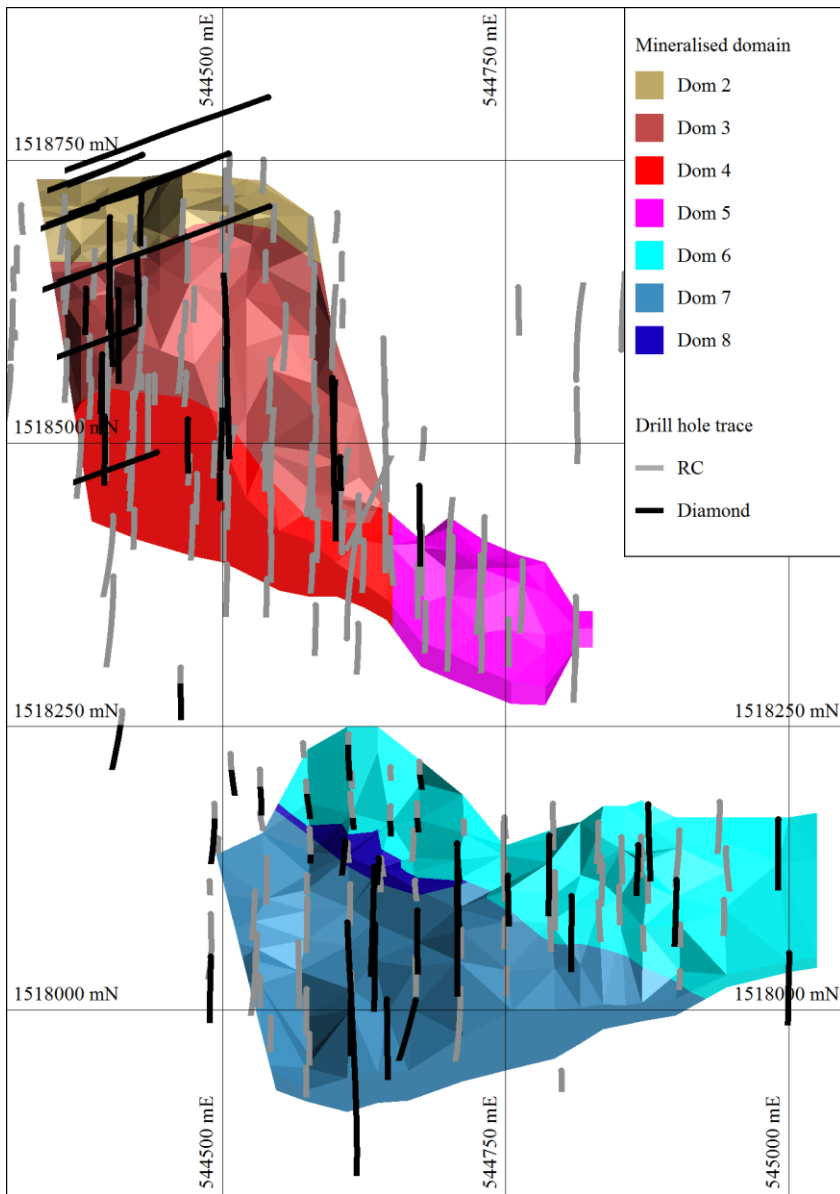 544500 mE
544750 mE
Mineralised domain
Dom 2
Dom 3
Dom 4
Dom 5
Dom 6
Dom 7
Dom 8
Drill hole trace
RC
Diamond
1518750 mN
1518500 mN
1518250 mN
1518250 mN
1518000 mN
1518000 mN
544500 mE
544750 mE
545000 mE